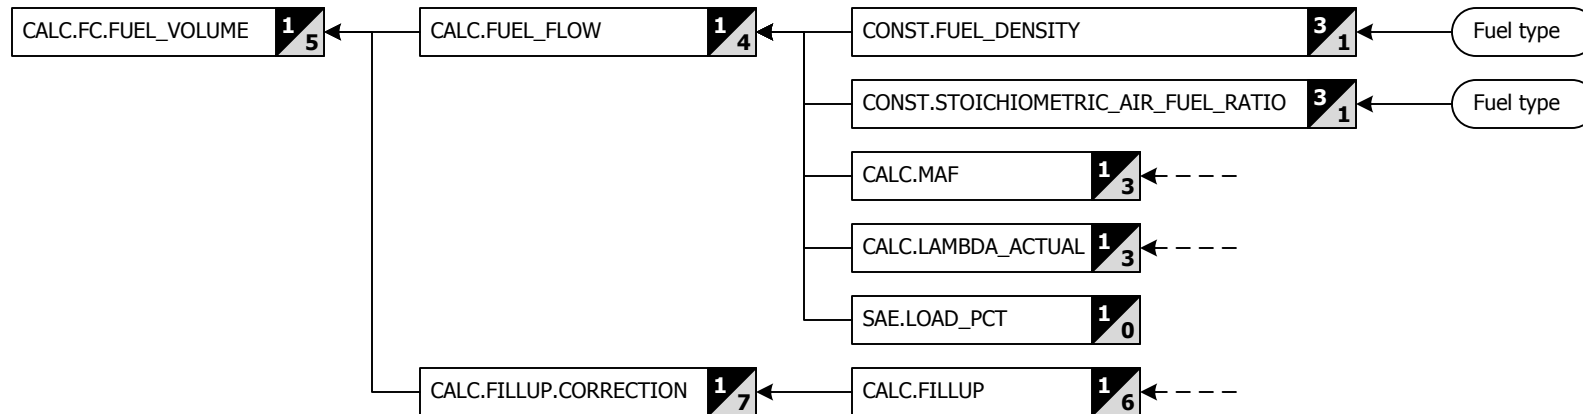 CALC.FC.FUEL_VOLUME 1 5
CALC.FUEL_FLOW 1 4
CONST.FUEL_DENSITY 3 1
Fuel type
CONST.STOICHIOMETRIC_AIR_FUEL_RATIO 3 1
Fuel type
CALC.MAF 1 3
CALC.LAMBDA_ACTUAL 1 3
SAE.LOAD_PCT 1 0
CALC.FILLUP.CORRECTION 1 7
CALC.FILLUP 1 6